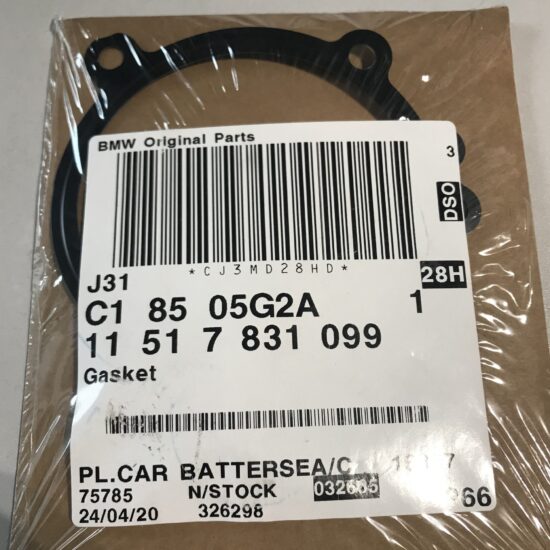 BMW Original Parts
3
DSO
*CJ3MD28HD*
J31
28H
C1 85 05G2A 1
11 51 7 831 099
Gasket
PL.CAR BATTERSEA/C
75785 N/STOCK 032665
24/04/20 326298